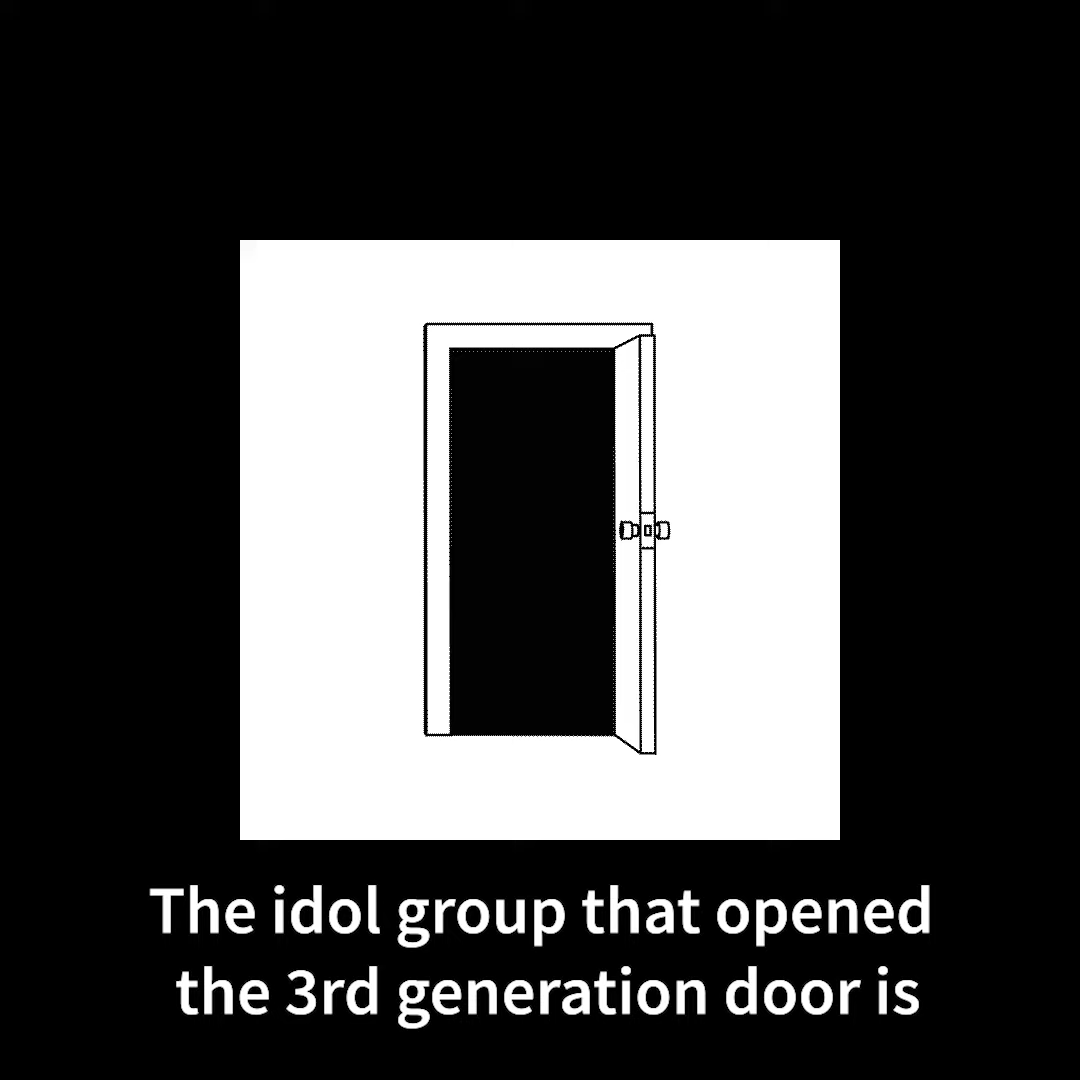 The idol group that opened
the 3rd generation door is